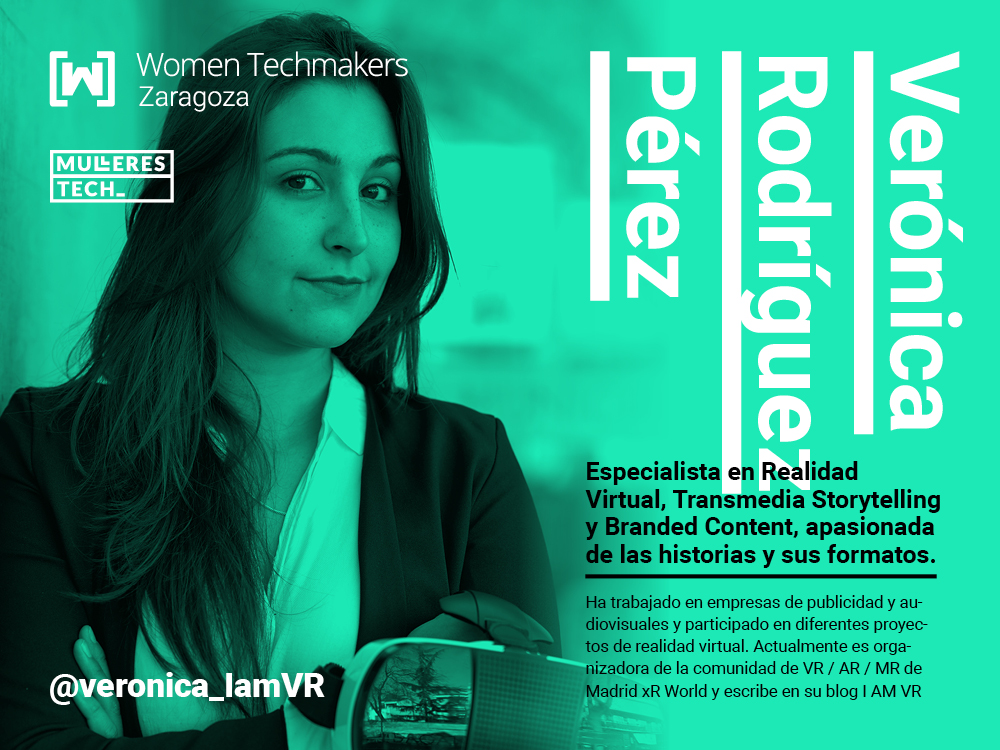 Women Techmakers
Zaragoza
MUJERES
TECH_
Verónica
Rodríguez
Pérez
Especialista en Realidad
Virtual, Transmedia Storytelling
y Branded Content, apasionada
de las historias y sus formatos.
Ha trabajado en empresas de publicidad y au-
diovisuales y participado en diferentes proyec-
tos de realidad virtual. Actualmente es orga-
nizadora de la comunidad de VR / AR / MR de
Madrid xR World y escribe en su blog I AM VR
@veronica_IamVR